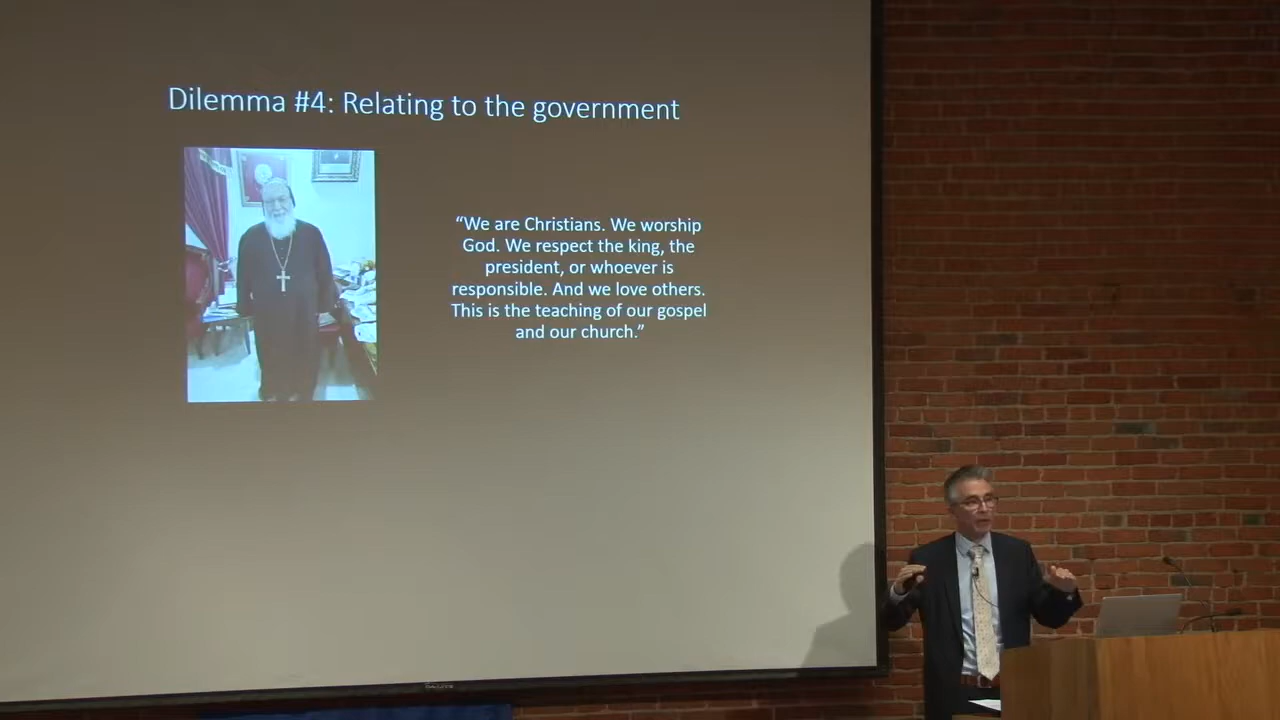 Dilemma #4: Relating to the government
“We are Christians. We worship
God. We respect the king, the
president, or whoever is
responsible. And we love others.
This is the teaching of our gospel
and our church.”